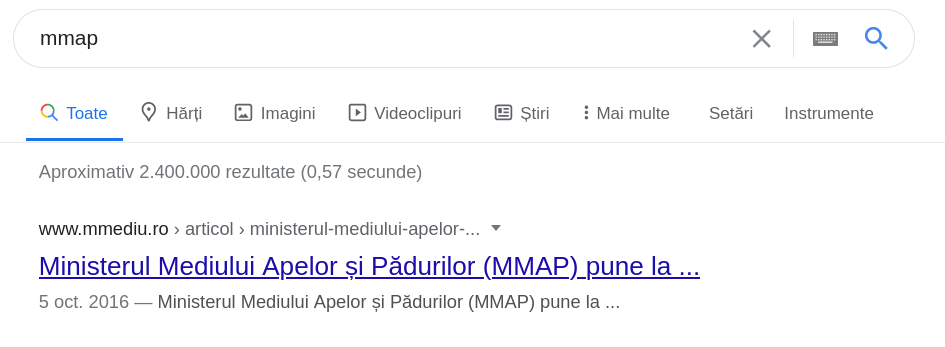 mmap
Toate Hărți Imagini Videoclipuri Știri Mai multe Setări Instrumente
Aproximativ 2.400.000 rezultate (0,57 secunde)
www.mmediu.ro › articol › ministerul-mediului-apelor-...
Ministerul Mediului Apelor și Pădurilor (MMAP) pune la ...
5 oct. 2016 — Ministerul Mediului Apelor și Pădurilor (MMAP) pune la ...